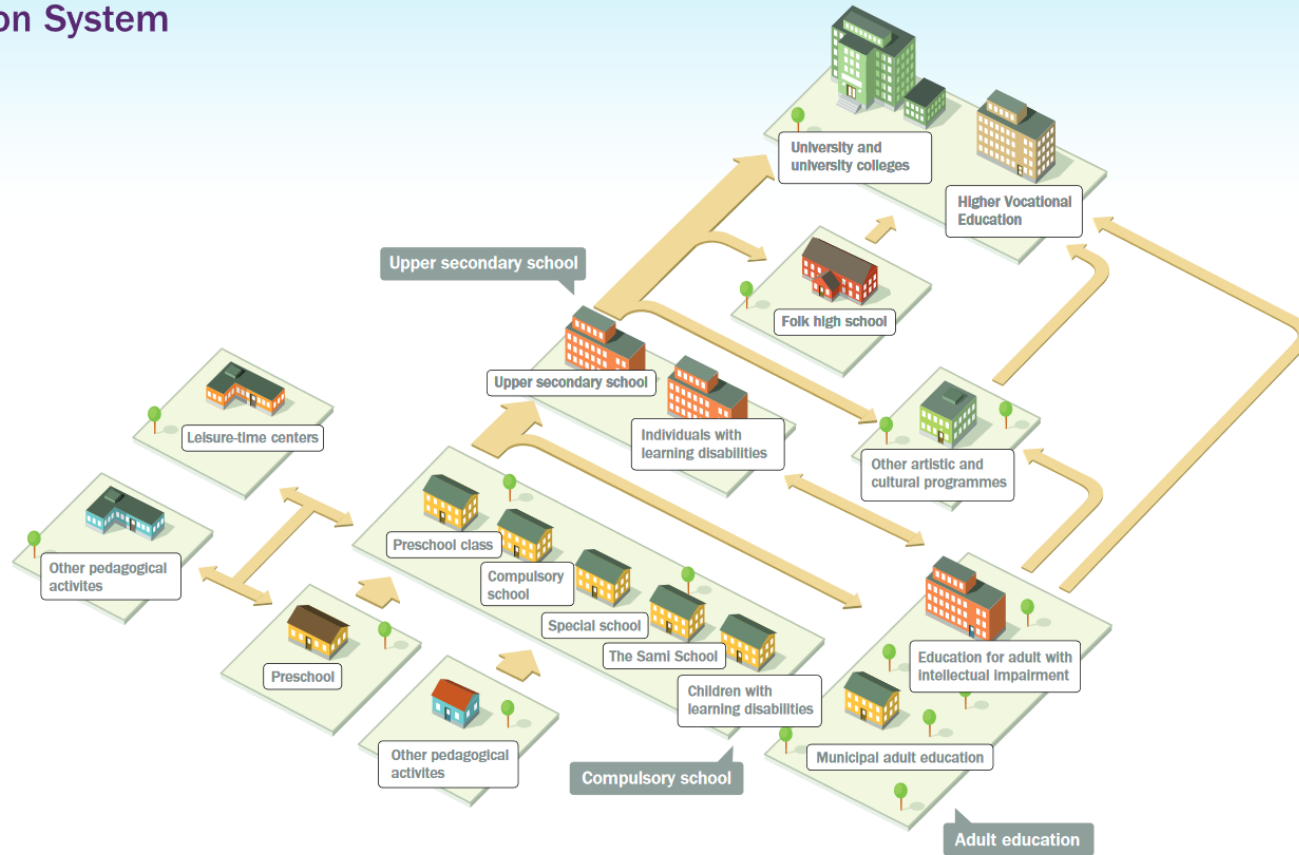 on System
University and
university colleges
Higher Vocational
Education
Upper secondary school
Folk high school
Upper secondary school
Individuals with
learning disabilities
Leisure-time centers
Other artistic and
cultural programmes
Other pedagogical
activites
Preschool class
Compulsory
school
Special school
The Sami School
Children with
learning disabilities
Preschool
Other pedagogical
activites
Education for adult with
intellectual impairment
Municipal adult education
Compulsory school
Adult education